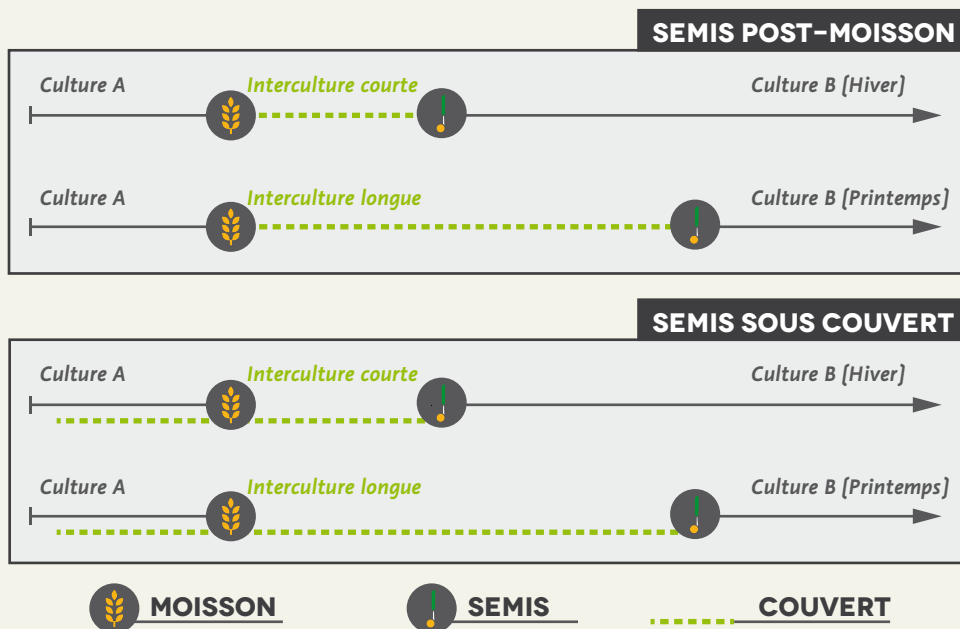 SEMIS POST-MOISSON
Culture A Interculture courte Culture B (Hiver)
Culture A Interculture longue Culture B (Printemps)
SEMIS SOUS COUVERT
Culture A Interculture courte Culture B (Hiver)
Culture A Interculture longue Culture B (Printemps)
MOISSON SEMIS COUVERT